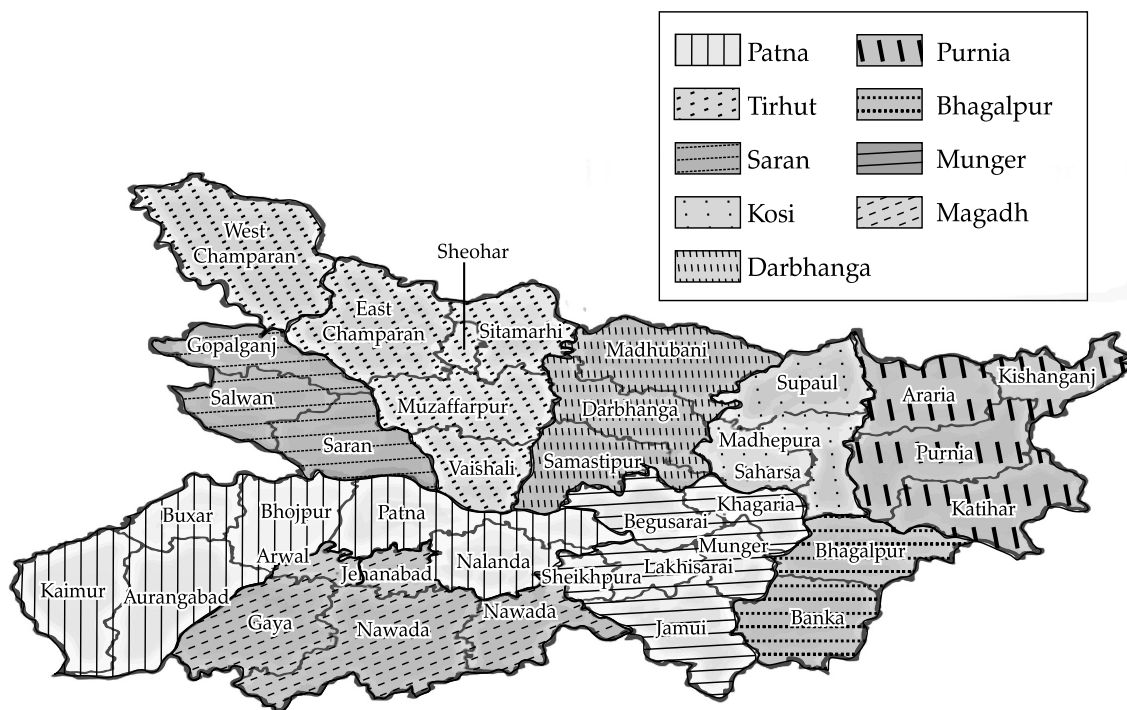 Patna
Purnia
Tirhut
Bhagalpur
Saran
Munger
Kosi
Magadh
Darbhanga
West
Champaran
Sheohar
East
Champaran
Sitamarhi
Gopalganj
Madhubani
Kishanganj
Supaul
Araria
Salwan
Muzaffarpur
Darbhanga
Saran
Madhepura
Purnia
Vaishali
Samastipur
Saharsa
Buxar
Bhojpur
Patna
Khagaria
Katihar
Begusarai
Arwal
Munger
Bhagalpur
Nalanda
Lakhisarai
Jehanabad
Sheikhpura
Kaimur
Aurangabad
Gaya
Nawada
Nawada
Jamui
Banka